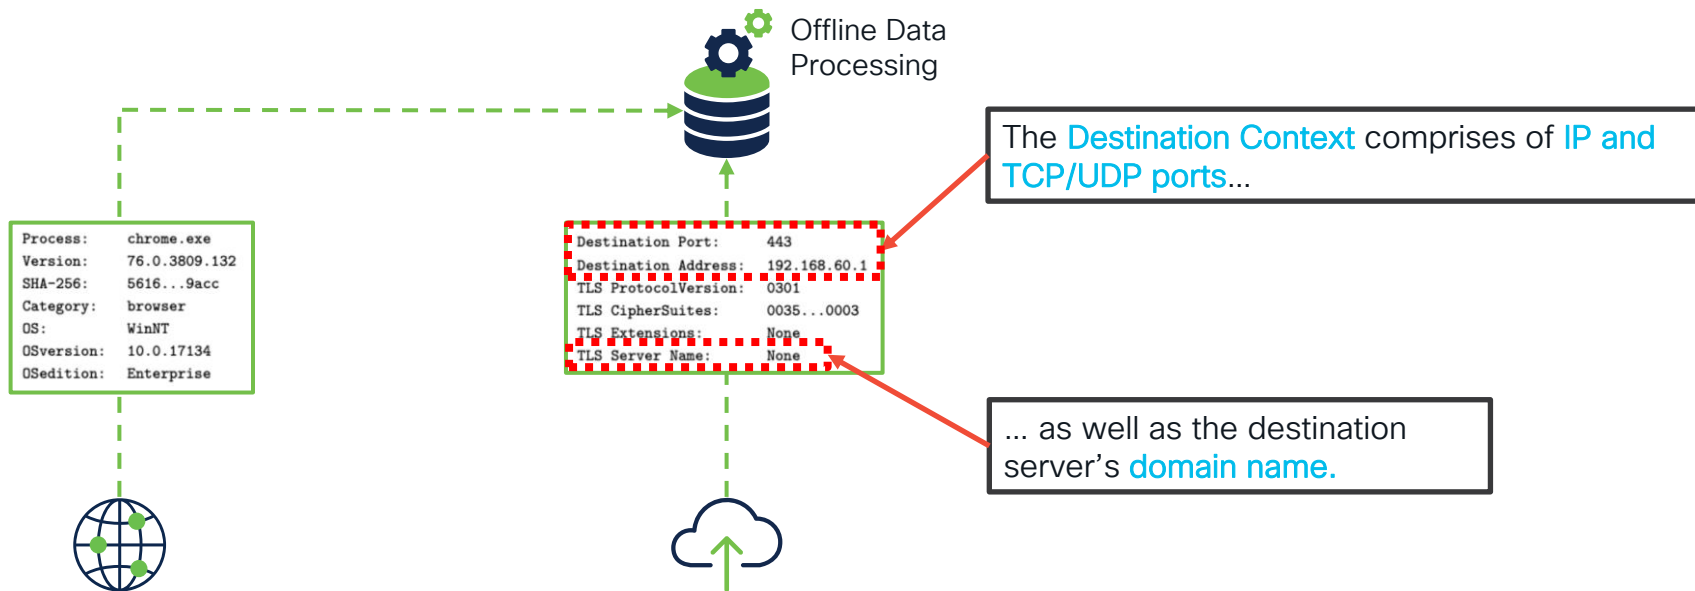 Offline Data
Processing
The Destination Context comprises of IP and
TCP/UDP ports...
Process: chrome.exe
Version: 76.0.3809.132
SHA-256: 5616...9acc
Category: browser
OS: WinNT
OSversion: 10.0.17134
OSedition: Enterprise
Destination Port: 443
Destination Address: 192.168.60.1
TLS ProtocolVersion: 0301
TLS CipherSuites: 0035...0003
TLS Extensions: None
TLS Server Name: None
... as well as the destination
server’s domain name.